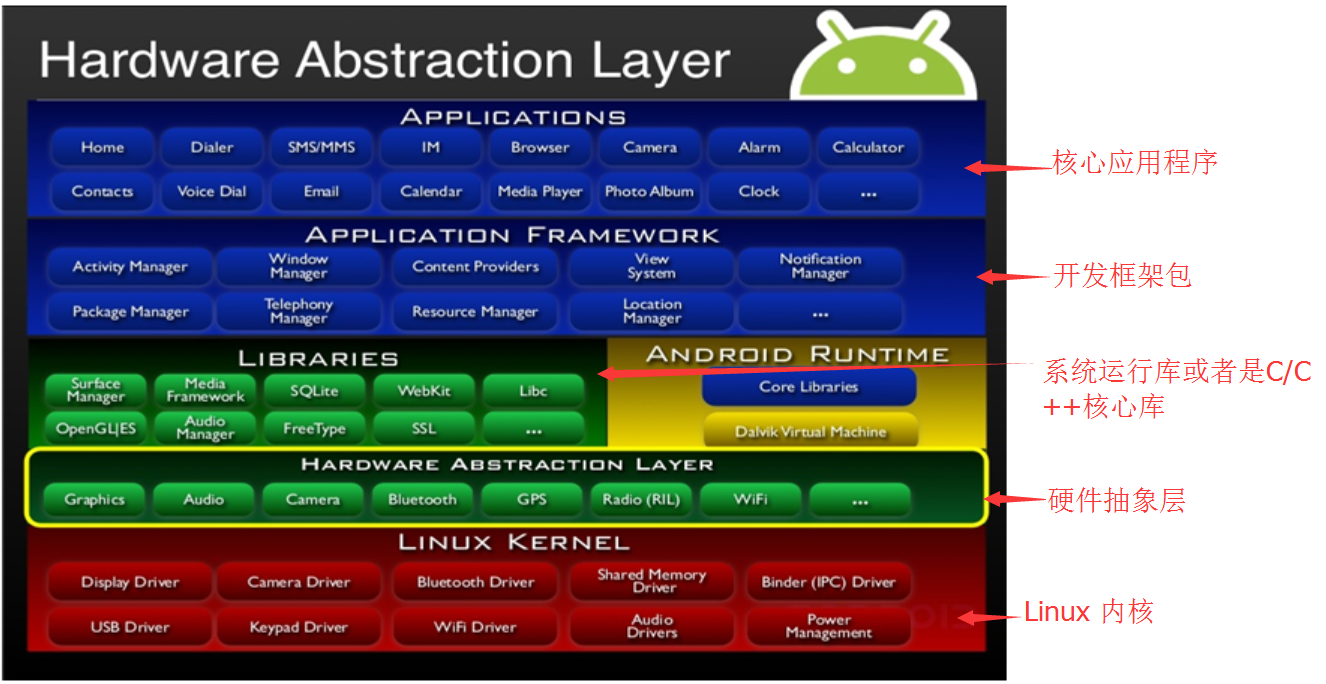 Hardware Abstraction Layer
APPLICATIONS
Home Dialer SMS/MMS IM Browser Camera Alarm Calculator
核心应用程序
Contacts Voice Dial Email Calendar Media Player Photo Album Clock ...
APPLICATION FRAMEWORK
Activity Manager
Window
Manager
Content Providers
View
System
Notification
Manager
开发框架包
Package Manager
Telephony
Manager
Resource Manager
Location
Manager
...
LIBRARIES
Surface
Manager
Media
Framework
SQLite
WebKit
Libc
OpenGL|ES
Audio
Manager
FreeType
SSL
...
ANDROID RUNTIME
Core Libraries
Dalvik Virtual Machine
系统运行库或者是C/C
++核心库
HARDWARE ABSTRACTION LAYER
Graphics Audio Camera Bluetooth GPS Radio (RIL) WiFi ...
硬件抽象层
LINUX KERNEL
Display Driver
Camera Driver
Bluetooth Driver
Shared Memory
Driver
Binder (IPC) Driver
USB Driver
Keypad Driver
WiFi Driver
Audio
Drivers
Power
Management
Linux 内核